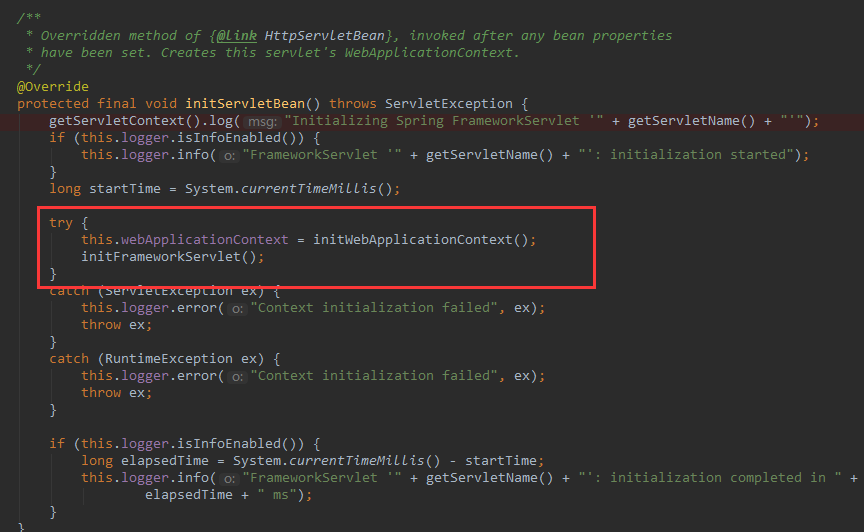 /**
 * Overridden method of {@link HttpServletBean}, invoked after any bean properties
 * have been set. Creates this servlet's WebApplicationContext.
 */
@Override
protected final void initServletBean() throws ServletException {
    getServletContext().log( msg: "Initializing Spring FrameworkServlet '" + getServletName() + "'");
    if (this.logger.isInfoEnabled()) {
        this.logger.info( o: "FrameworkServlet '" + getServletName() + "': initialization started");
    }
    long startTime = System.currentTimeMillis();
    try {
        this.webApplicationContext = initWebApplicationContext();
        initFrameworkServlet();
    }
    catch (ServletException ex) {
        this.logger.error( o: "Context initialization failed", ex);
        throw ex;
    }
    catch (RuntimeException ex) {
        this.logger.error( o: "Context initialization failed", ex);
        throw ex;
    }
    if (this.logger.isInfoEnabled()) {
        long elapsedTime = System.currentTimeMillis() - startTime;
        this.logger.info( o: "FrameworkServlet '" + getServletName() + "': initialization completed in " +
                elapsedTime + " ms");
    }
}